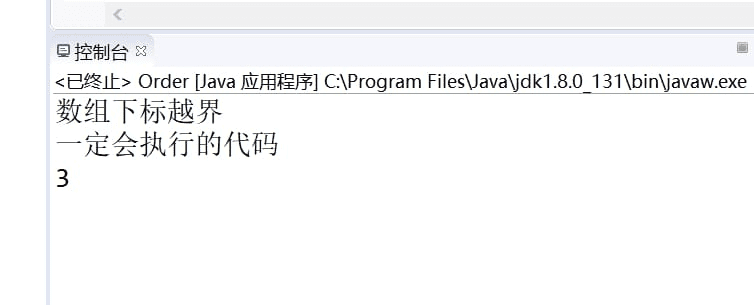 控制台
<已终止> Order [Java 应用程序] C:\Program Files\Java\jdk1.8.0_131\bin\javaw.exe
数组下标越界
一定会执行的代码
3